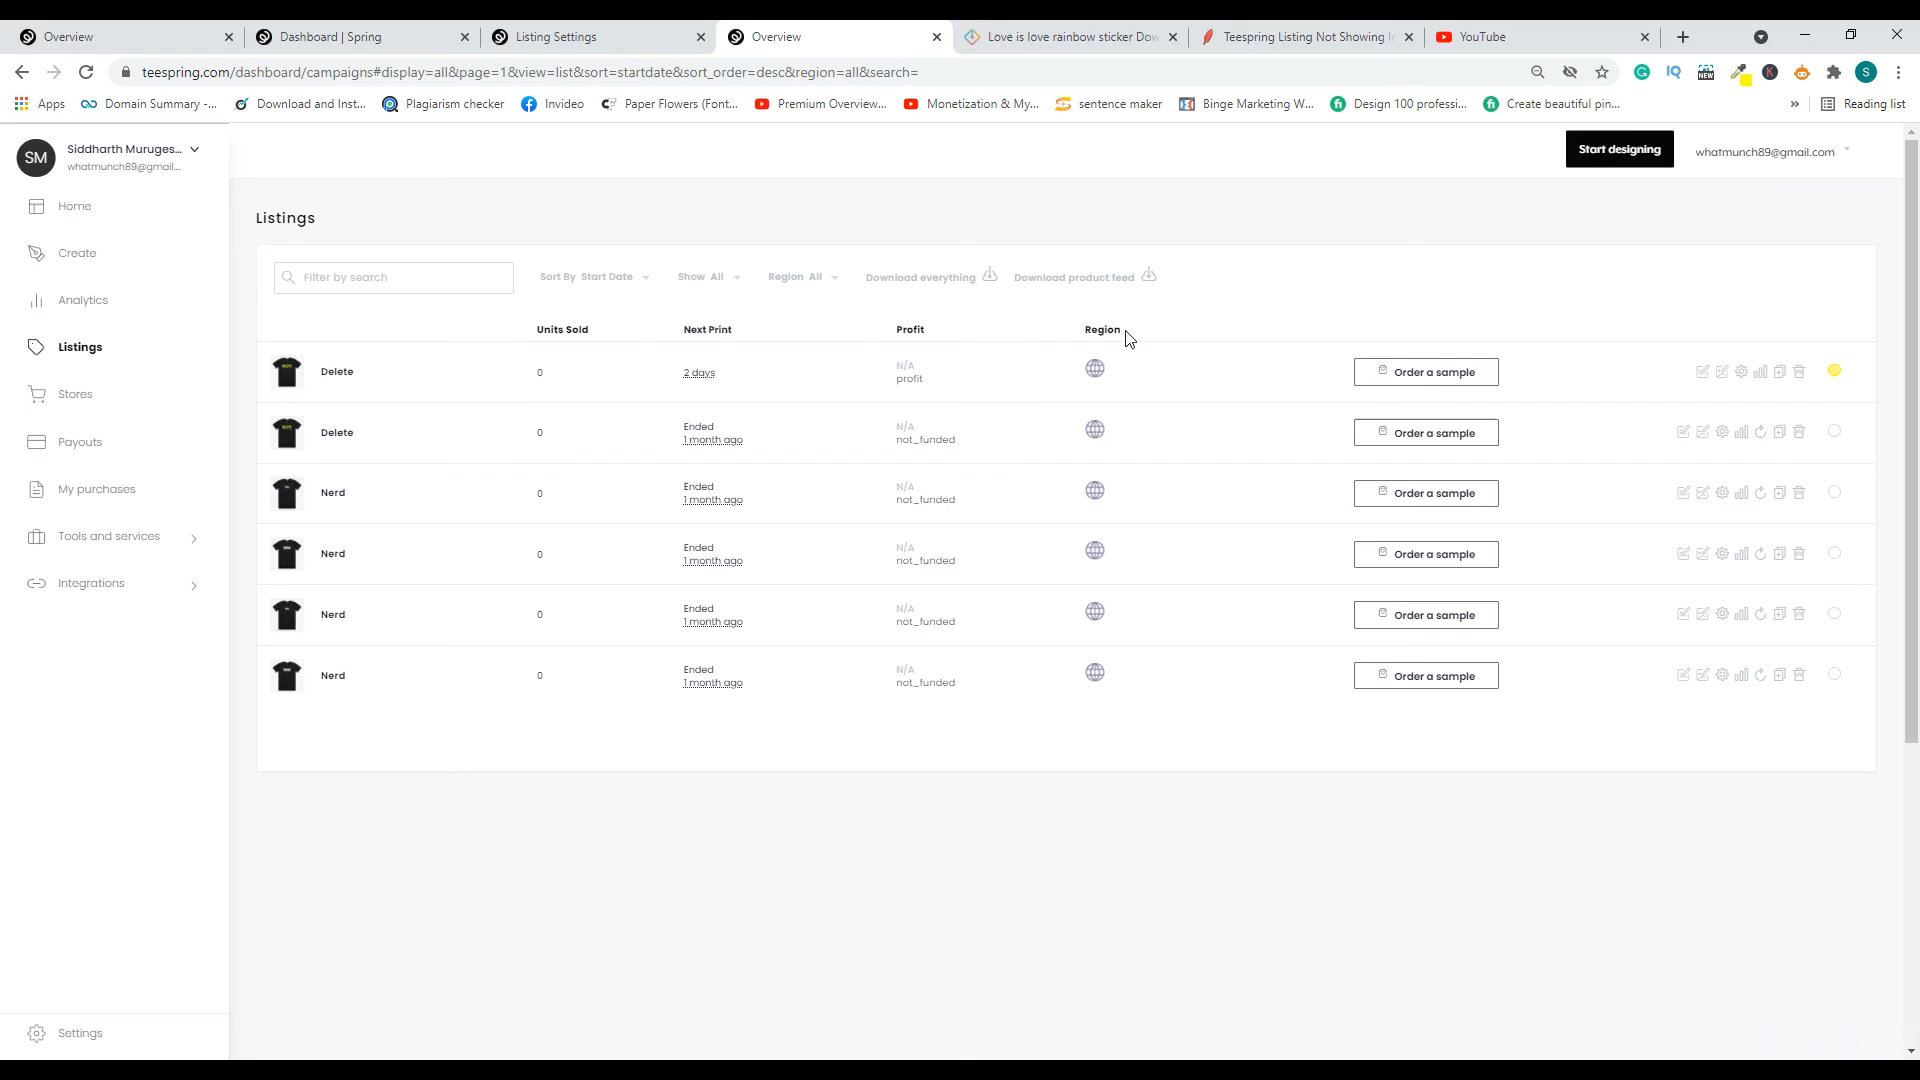 Overview
Dashboard | Spring
Listing Settings
Overview
Love is love rainbow sticker Dow
Teespring Listing Not Showing In
YouTube
teespring.com/dashboard/campaigns#display=all&page=1&view=list&sort=startdate&sort_order=desc&region=all&search=
Apps
Domain Summary -...
Download and Inst...
Plagiarism checker
Invideo
Paper Flowers (Font...
Premium Overview...
Monetization & My...
sentence maker
Binge Marketing W...
Design 100 professi...
Create beautiful pin...
»
Reading list
SM
Siddharth Muruges...
whatmunch89@gmail....
Start designing
whatmunch89@gmail.com
Home
Create
Analytics
Listings
Stores
Payouts
My purchases
Tools and services
Integrations
Settings
Listings
Filter by search
Sort By Start Date
Show All
Region All
Download everything
Download product feed
Units Sold Next Print Profit Region
Delete 0 2 days N/A profit Order a sample
Delete 0 Ended 1 month ago N/A not_funded Order a sample
Nerd 0 Ended 1 month ago N/A not_funded Order a sample
Nerd 0 Ended 1 month ago N/A not_funded Order a sample
Nerd 0 Ended 1 month ago N/A not_funded Order a sample
Nerd 0 Ended 1 month ago N/A not_funded Order a sample